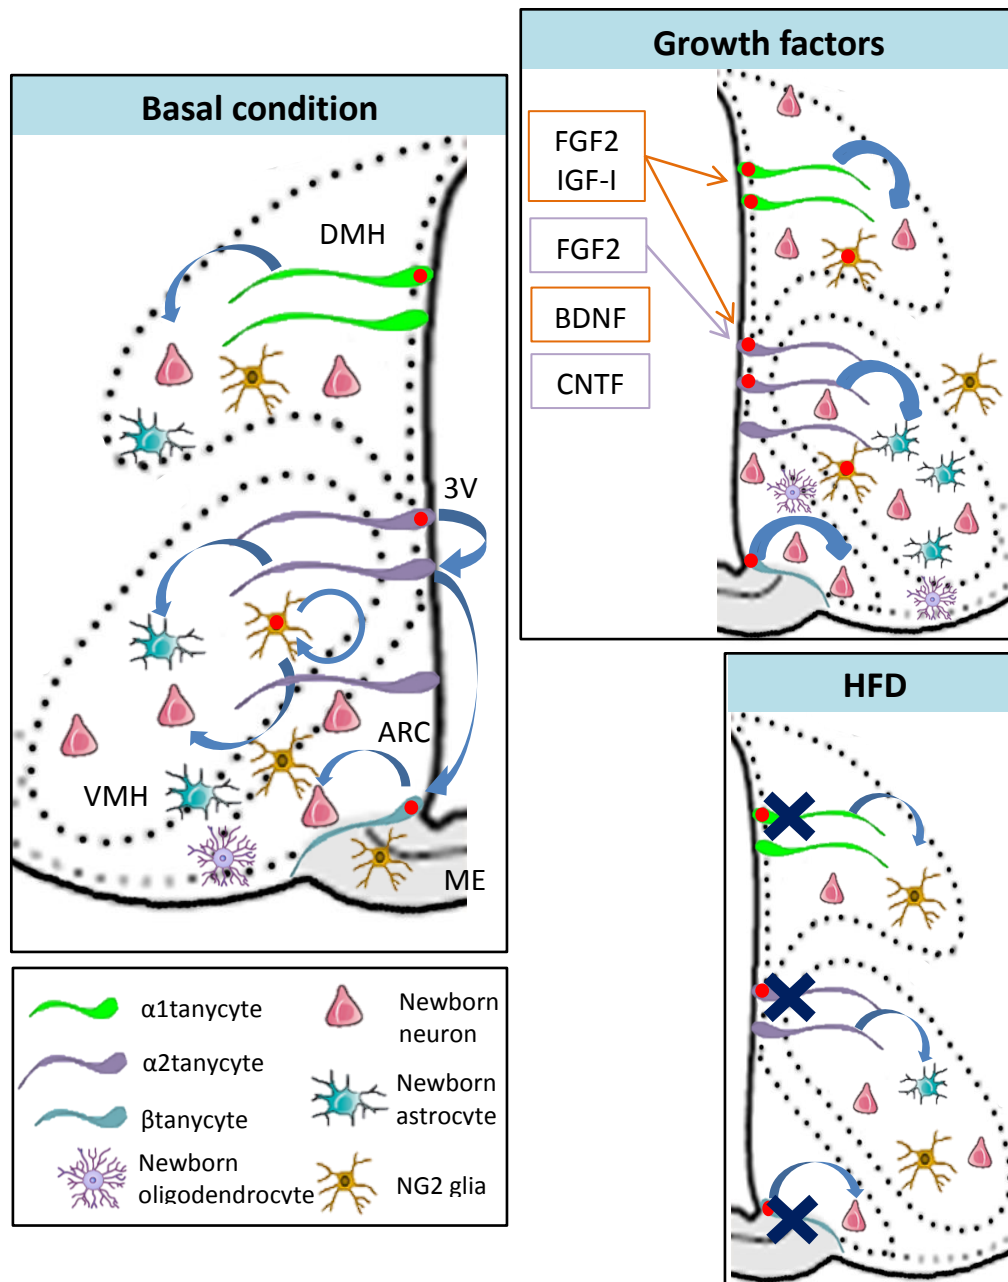 Basal condition
DMH
3V
ARC
VMH
ME
Growth factors
FGF2
IGF-I
FGF2
BDNF
CNTF
HFD
α1tanycyte
α2tanycyte
βtanycyte
Newborn
oligodendrocyte
Newborn
neuron
Newborn
astrocyte
NG2 glia